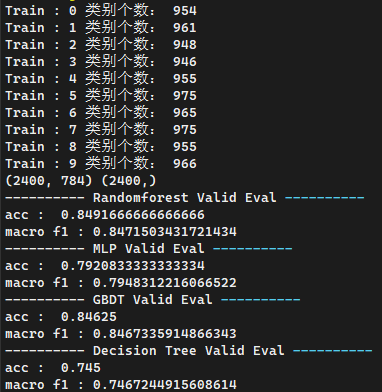 Train : 0 类别个数： 954
Train : 1 类别个数： 961
Train : 2 类别个数： 948
Train : 3 类别个数： 946
Train : 4 类别个数： 955
Train : 5 类别个数： 975
Train : 6 类别个数： 965
Train : 7 类别个数： 975
Train : 8 类别个数： 955
Train : 9 类别个数： 966
(2400, 784) (2400,)
---------- Randomforest Valid Eval ----------
acc :  0.8491666666666666
macro f1 : 0.8471503431721434
---------- MLP Valid Eval ----------
acc :  0.7920833333333334
macro f1 : 0.7948312216066522
---------- GBDT Valid Eval ----------
acc :  0.84625
macro f1 : 0.8467335914866343
---------- Decision Tree Valid Eval ----------
acc :  0.745
macro f1 : 0.7467244915608614